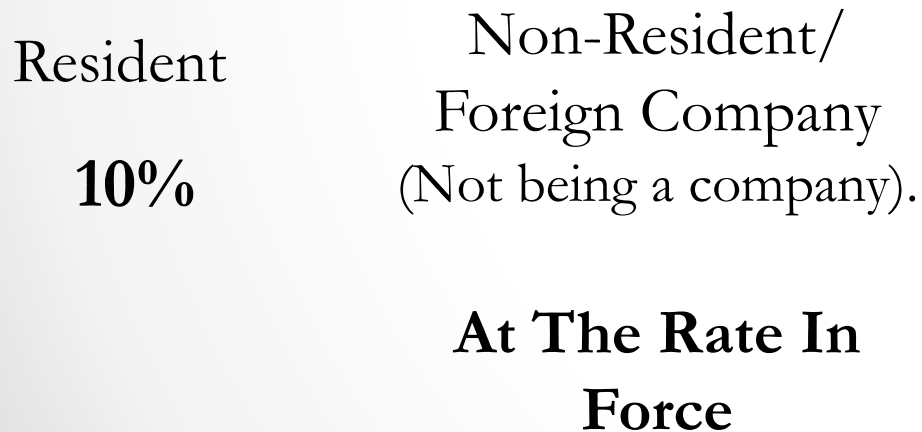 Resident
10%
Non-Resident/
Foreign Company
(Not being a company).
At The Rate In
Force